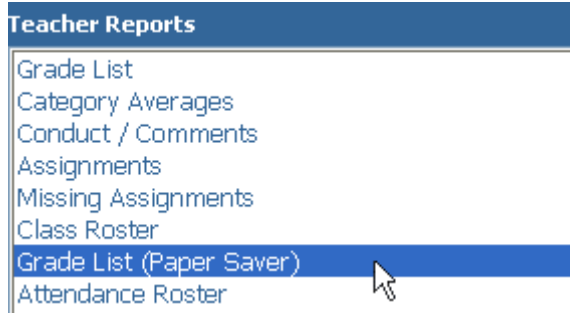 Teacher Reports
Grade List
Category Averages
Conduct / Comments
Assignments
Missing Assignments
Class Roster
Grade List (Paper Saver)
Attendance Roster